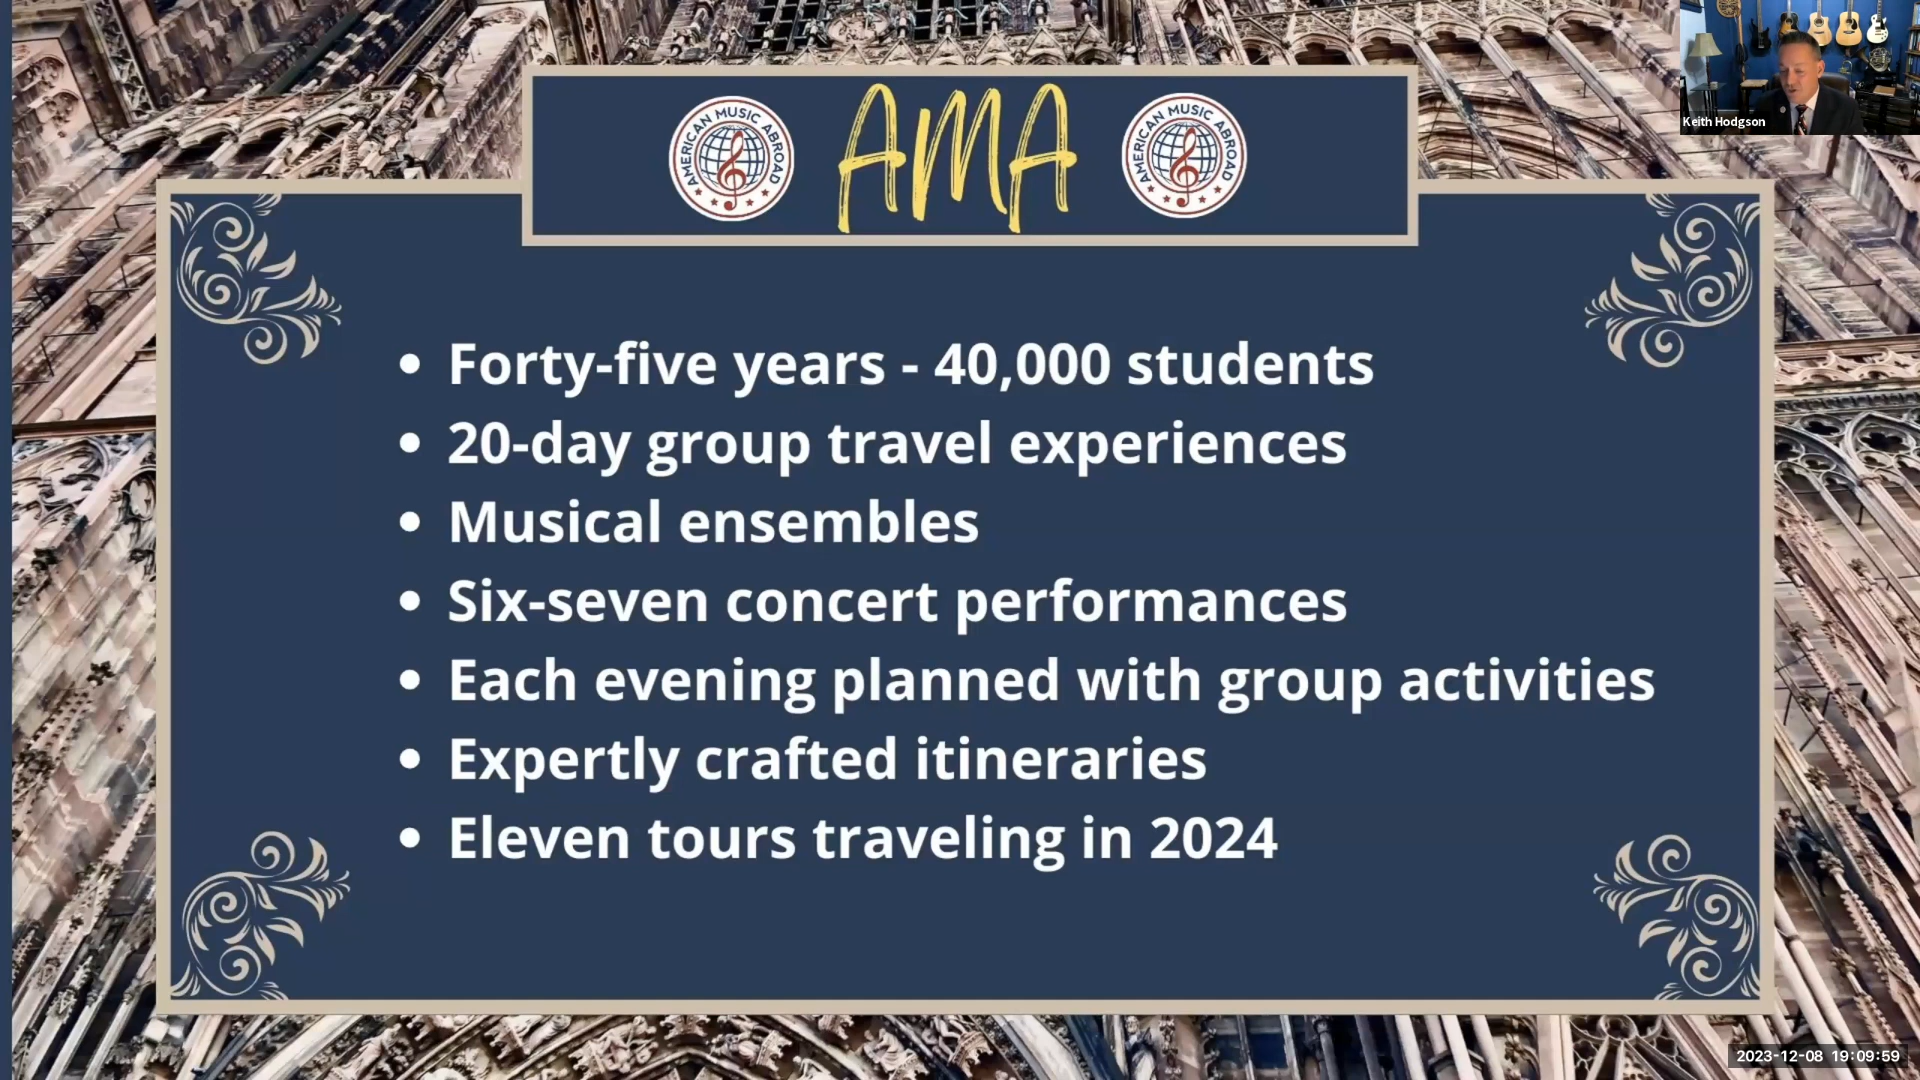 AMERICAN MUSIC ABROAD
AMA
AMERICAN MUSIC ABROAD
Keith Hodgson
• Forty-five years - 40,000 students
• 20-day group travel experiences
• Musical ensembles
• Six-seven concert performances
• Each evening planned with group activities
• Expertly crafted itineraries
• Eleven tours traveling in 2024
2023-12-08 19:09:59